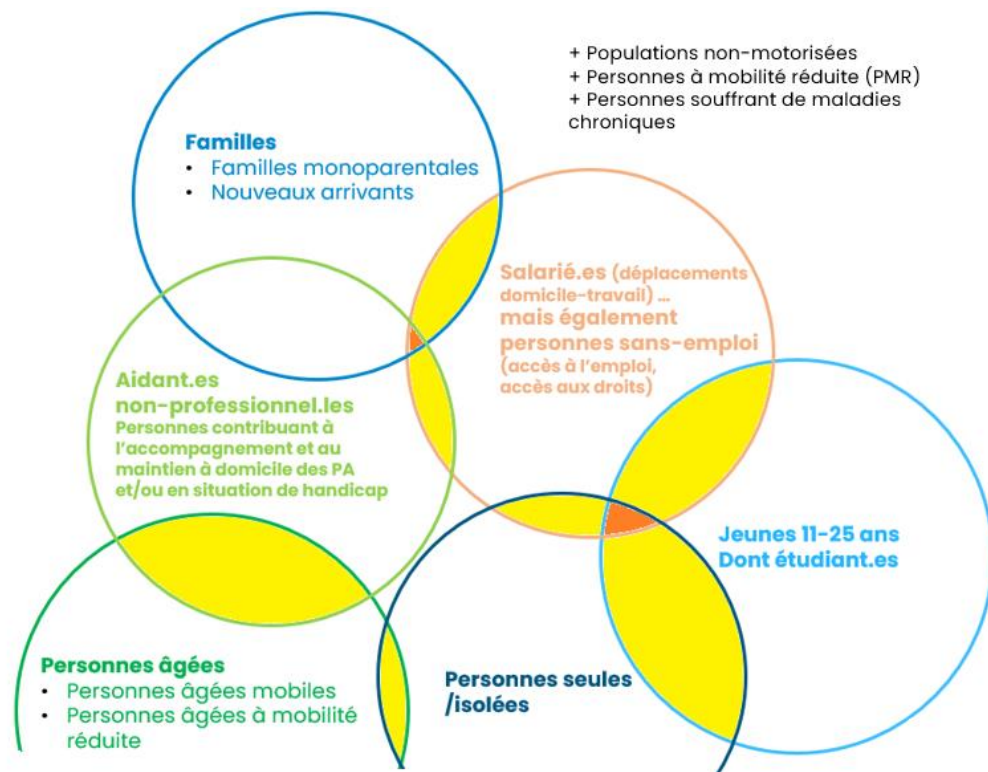 + Populations non-motorisées
+ Personnes à mobilité réduite (PMR)
+ Personnes souffrant de maladies
chroniques
Familles
• Familles monoparentales
• Nouveaux arrivants
Salarié.es (déplacements
domicile-travail) ...
mais également
personnes sans-emploi
(accès à l'emploi,
accès aux droits)
Aidant.es
non-professionnel.les
Personnes contribuant à
l'accompagnement et au
maintien à domicile des PA
et/ou en situation de handicap
Jeunes 11-25 ans
Dont étudiant.es
Personnes âgées
• Personnes âgées mobiles
• Personnes âgées à mobilité
réduite
Personnes seules
/isolées